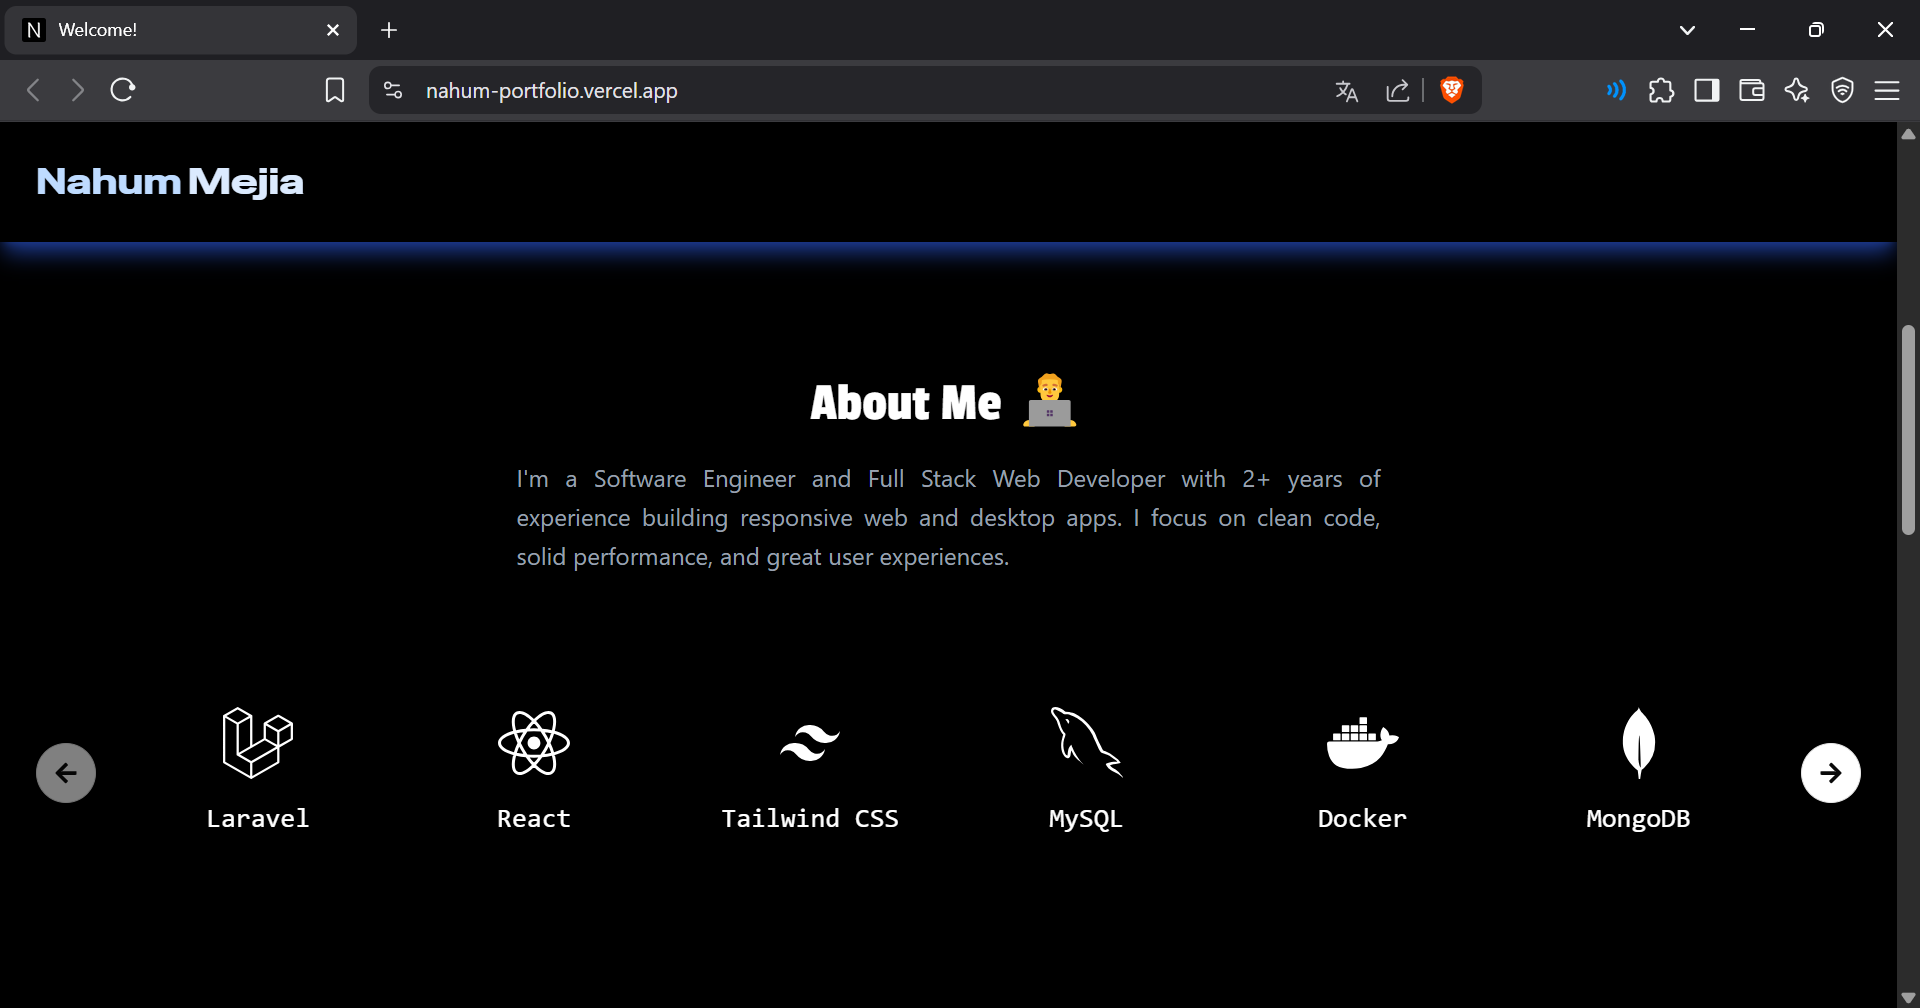 N Welcome!
nahum-portfolio.vercel.app
Nahum Mejia
About Me
I'm a Software Engineer and Full Stack Web Developer with 2+ years of
experience building responsive web and desktop apps. I focus on clean code,
solid performance, and great user experiences.
Laravel React Tailwind CSS MySQL Docker MongoDB